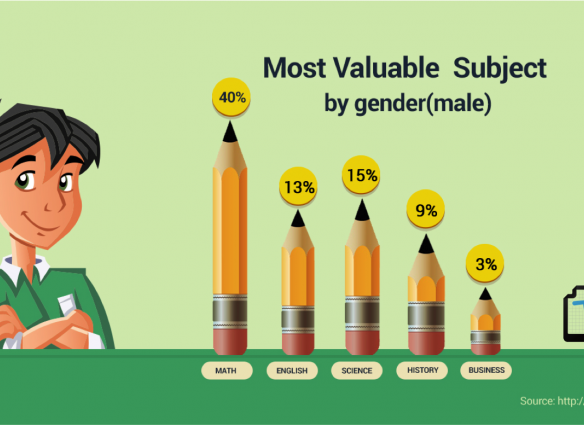 Most Valuable Subject
by gender(male)
40%
13%
15%
9%
3%
MATH
ENGLISH
SCIENCE
HISTORY
BUSINESS
Source: http:/